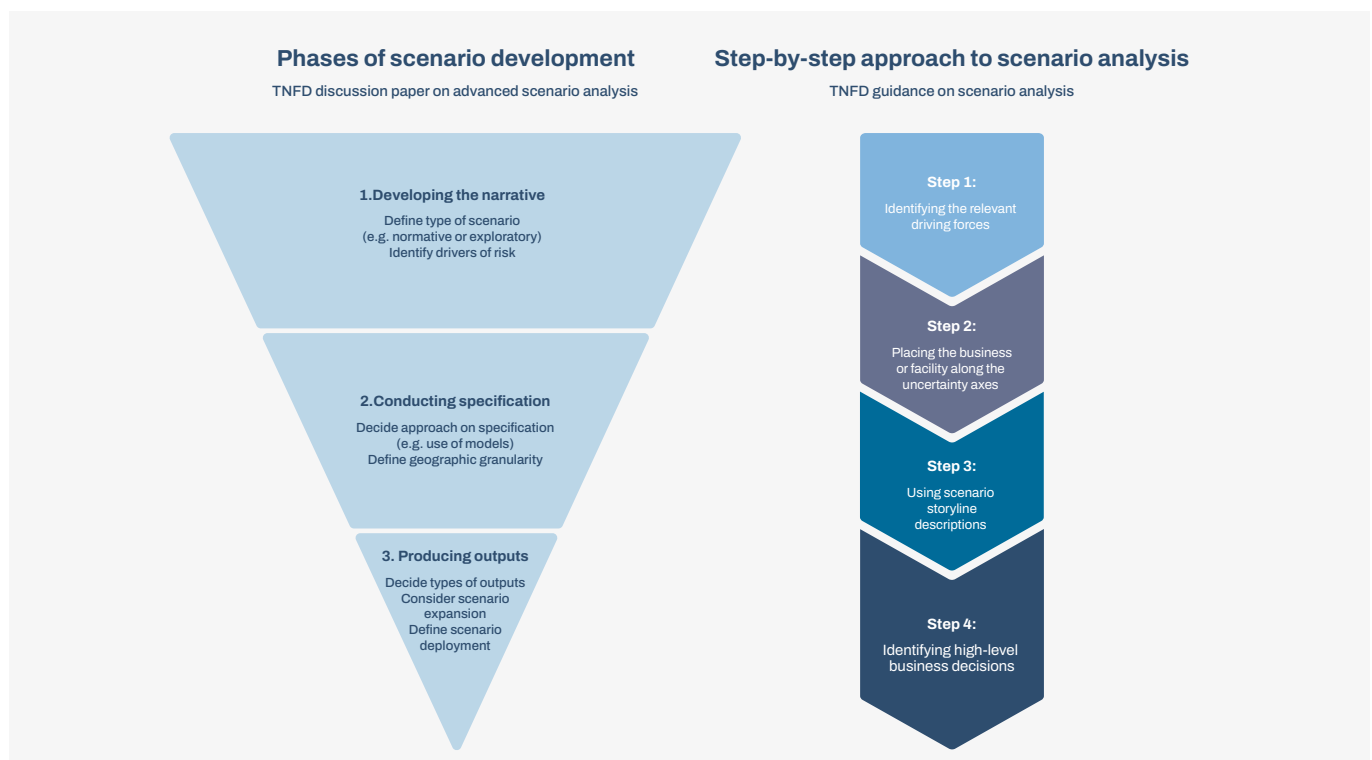 Phases of scenario development
TNFD discussion paper on advanced scenario analysis
1.Developing the narrative
Define type of scenario
(e.g. normative or exploratory)
Identify drivers of risk
2.Conducting specification
Decide approach on specification
(e.g. use of models)
Define geographic granularity
3. Producing outputs
Decide types of outputs
Consider scenario
expansion
Define scenario
deployment
Step-by-step approach to scenario analysis
TNFD guidance on scenario analysis
Step 1:
Identifying the relevant
driving forces
Step 2:
Placing the business
or facility along the
uncertainty axes
Step 3:
Using scenario
storyline
descriptions
Step 4:
Identifying high-level
business decisions